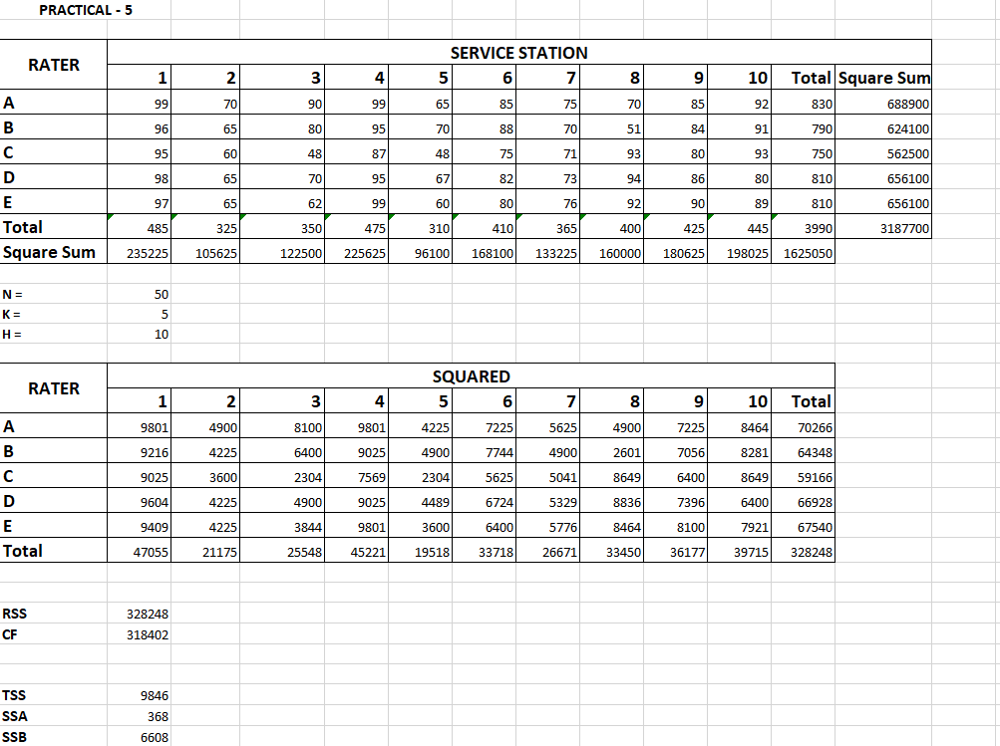 PRACTICAL - 5
RATER SERVICE STATION
1 2 3 4 5 6 7 8 9 10 Total Square Sum
A 99 70 90 99 65 85 75 70 85 92 830 688900
B 96 65 80 95 70 88 70 51 84 91 790 624100
C 95 60 48 87 48 75 71 93 80 93 750 562500
D 98 65 70 95 67 82 73 94 86 80 810 656100
E 97 65 62 99 60 80 76 92 90 89 810 656100
Total 485 325 350 475 310 410 365 400 425 445 3990 3187700
Square Sum 235225 105625 122500 225625 96100 168100 133225 160000 180625 198025 1625050
N = 50
K = 5
H = 10
RATER SQUARED
1 2 3 4 5 6 7 8 9 10 Total
A 9801 4900 8100 9801 4225 7225 5625 4900 7225 8464 70266
B 9216 4225 6400 9025 4900 7744 4900 2601 7056 8281 64348
C 9025 3600 2304 7569 2304 5625 5041 8649 6400 8649 59166
D 9604 4225 4900 9025 4489 6724 5329 8836 7396 6400 66928
E 9409 4225 3844 9801 3600 6400 5776 8464 8100 7921 67540
Total 47055 21175 25548 45221 19518 33718 26671 33450 36177 39715 328248
RSS 328248
CF 318402
TSS 9846
SSA 368
SSB 6608